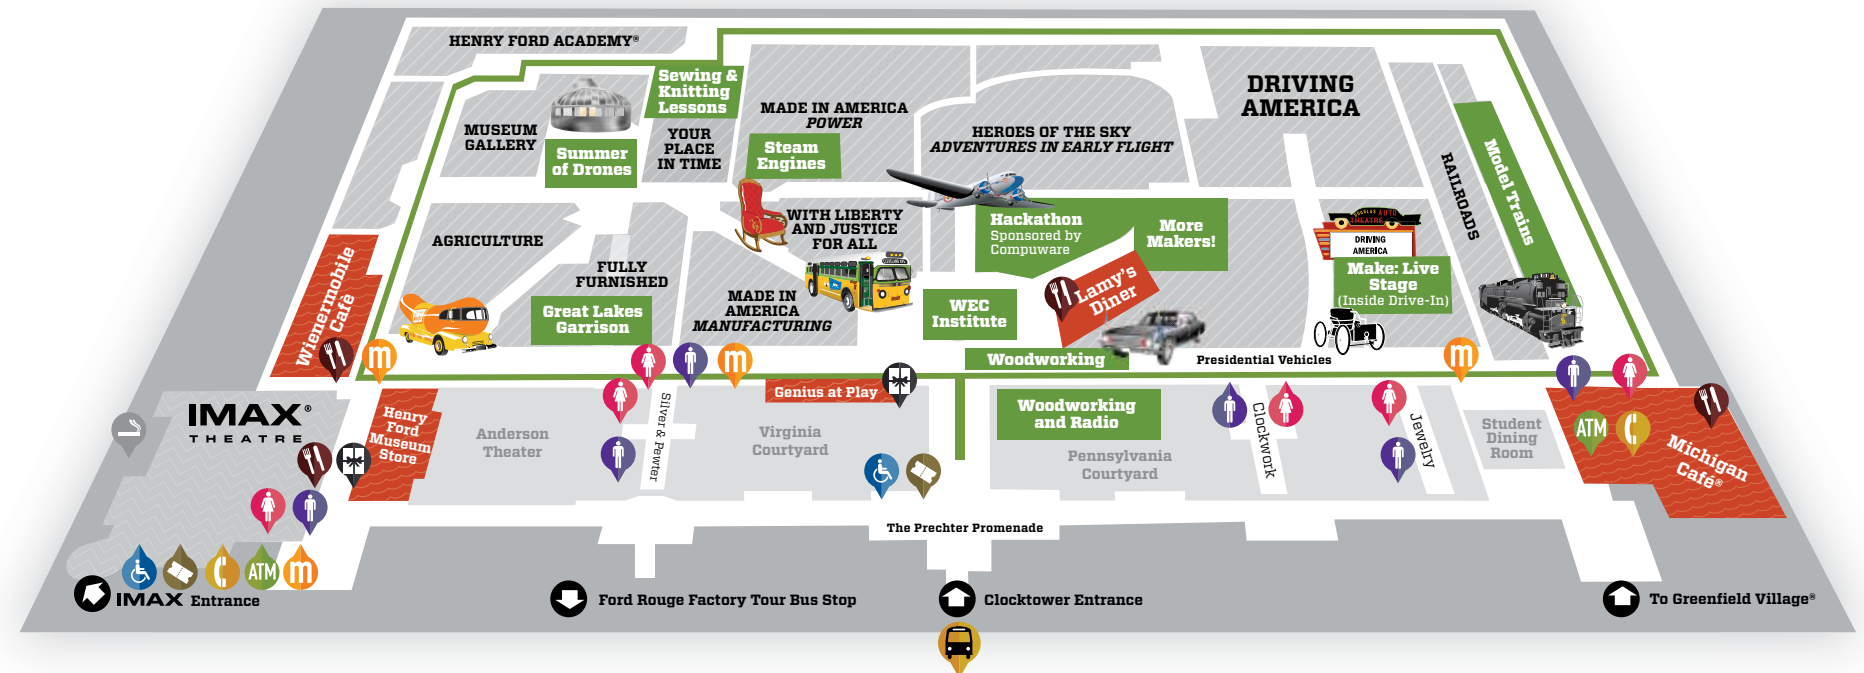 HENRY FORD ACADEMY®
Sewing &
Knitting
Lessons
DRIVING
AMERICA
MADE IN AMERICA
POWER
MUSEUM
GALLERY
YOUR
PLACE
IN TIME
Summer
of Drones
Steam
Engines
HEROES OF THE SKY
ADVENTURES IN EARLY FLIGHT
RAILROADS
Model Trains
AGRICULTURE
WITH LIBERTY
AND JUSTICE
FOR ALL
Hackathon
Sponsored by
Compuware
More
Makers!
DOUGLAS AUTO
THEATRE
DRIVING
AMERICA
Make: Live
Stage
(Inside Drive-In)
FULLY
FURNISHED
Wienermobile
Café
Great Lakes
Garrison
MADE IN
AMERICA
MANUFACTURING
WEC
Institute
Lamy's
Diner
Woodworking
Presidential Vehicles
m
m
m
Genius at Play
IMAX®
THEATRE
Henry
Ford
Museum
Store
Anderson
Theater
Silver & Pewter
Virginia
Courtyard
Woodworking
and Radio
Pennsylvania
Courtyard
Clockwork
Jewelry
Student
Dining
Room
ATM
Michigan
Café®
The Prechter Promenade
ATM
m
IMAX Entrance
Ford Rouge Factory Tour Bus Stop
Clocktower Entrance
To Greenfield Village®